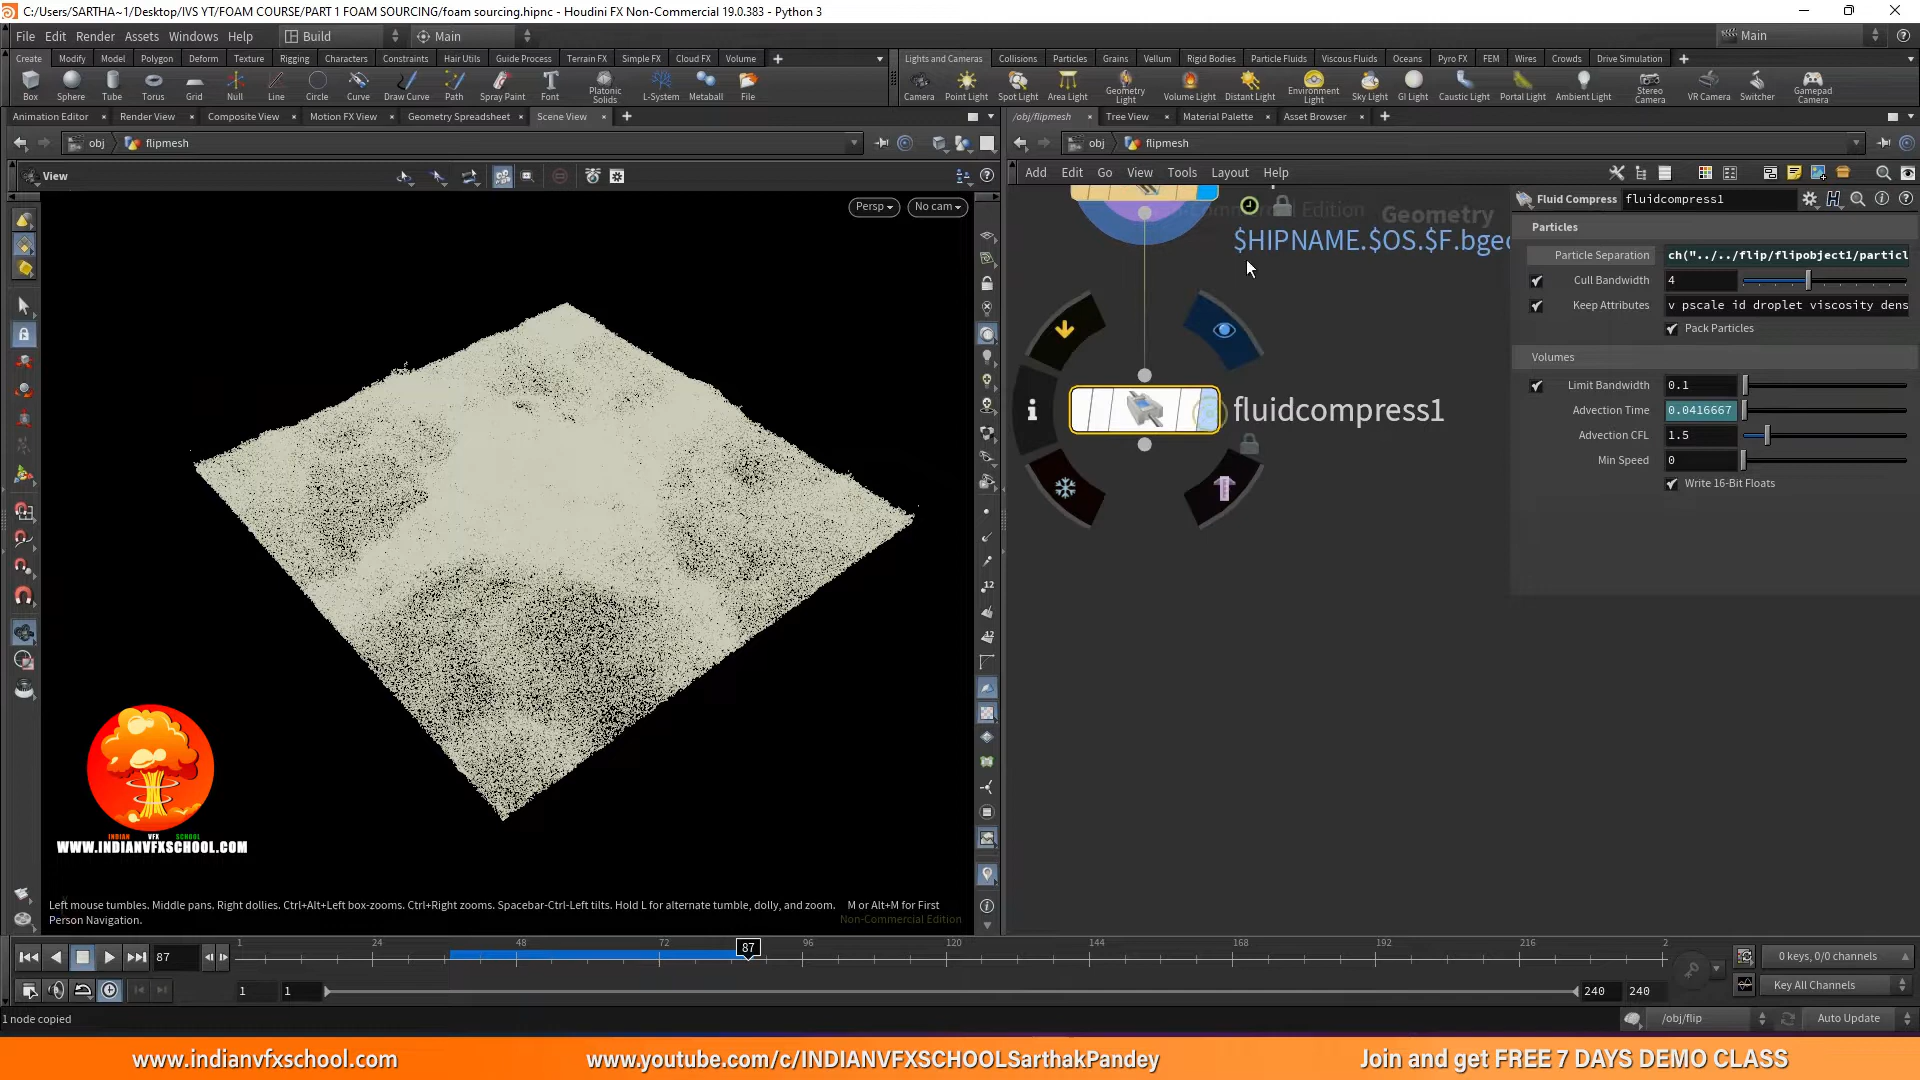 C:/Users/SARTHA~1/Desktop/IVS YT/FOAM COURSE/PART 1 FOAM SOURCING/foam sourcing.hipnc - Houdini FX Non-Commercial 19.0.383 - Python 3
File Edit Render Assets Windows Help Build Main Main
Create Modify Model Polygon Deform Texture Rigging Characters Constraints Hair Utils Guide Process Terrain FX Simple FX Cloud FX Volume
Lights and Cameras Collisions Particles Grains Vellum Rigid Bodies Particle Fluids Viscous Fluids Oceans Pyro FX FEM Wires Crowds Drive Simulation
Box Sphere Tube Torus Grid Null Line Circle Curve Draw Curve Path Spray Paint Font Platonic Solids L-System Metaball File
Camera Point Light Spot Light Area Light Geometry Light Volume Light Distant Light Environment Light Sky Light GI Light Caustic Light Portal Light Ambient Light Stereo Camera VR Camera Switcher Gamepad Camera
Animation Editor Render View Composite View Motion FX View Geometry Spreadsheet Scene View
/obj/flipmesh Tree View Material Palette Asset Browser
obj flipmesh
obj flipmesh
View
Add Edit Go View Tools Layout Help
Persp No cam
Edition
Geometry
$HIPNAME.$OS.$F.bgeo
fluidcompress1
Fluid Compress fluidcompress1
Particles
Particle Separation ch("../../flip/flipobject1/particl
Cull Bandwidth 4
Keep Attributes v pscale id droplet viscosity dens
Pack Particles
Volumes
Limit Bandwidth 0.1
Advection Time 0.0416667
Advection CFL 1.5
Min Speed 0
Write 16-Bit Floats
INDIAN VFX SCHOOL
WWW.INDIANVFXSCHOOL.COM
Left mouse tumbles. Middle pans. Right dollies. Ctrl+Alt+Left box-zooms. Ctrl+Right zooms. Spacebar-Ctrl-Left tilts. Hold L for alternate tumble, dolly, and zoom. M or Alt+M for First
Person Navigation.
Non-Commercial Edition
87 1 24 48 72 87 96 120 144 168 192 216 2
0 keys, 0/0 channels
1 1 240 240 Key All Channels
1 node copied /obj/flip Auto Update
www.indianvfxschool.com www.youtube.com/c/INDIANVFXSCHOOLSarthakPandey Join and get FREE 7 DAYS DEMO CLASS